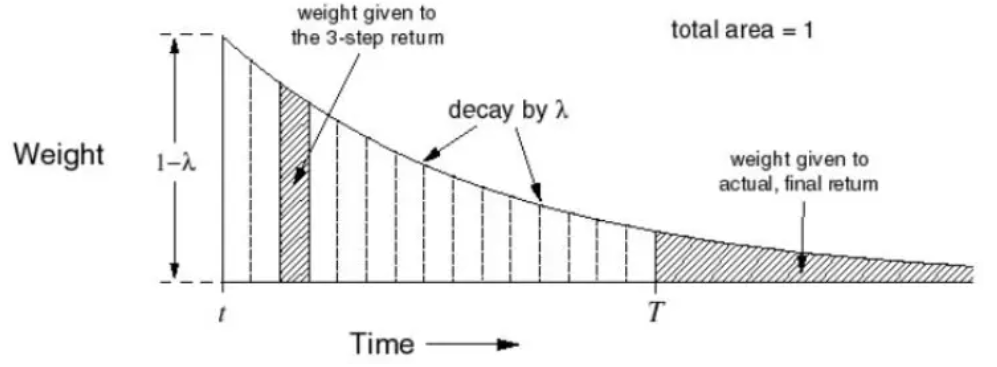 weight given to
the 3-step return
total area = 1
decay by λ
Weight
1–λ
weight given to
actual, final return
t
T
Time